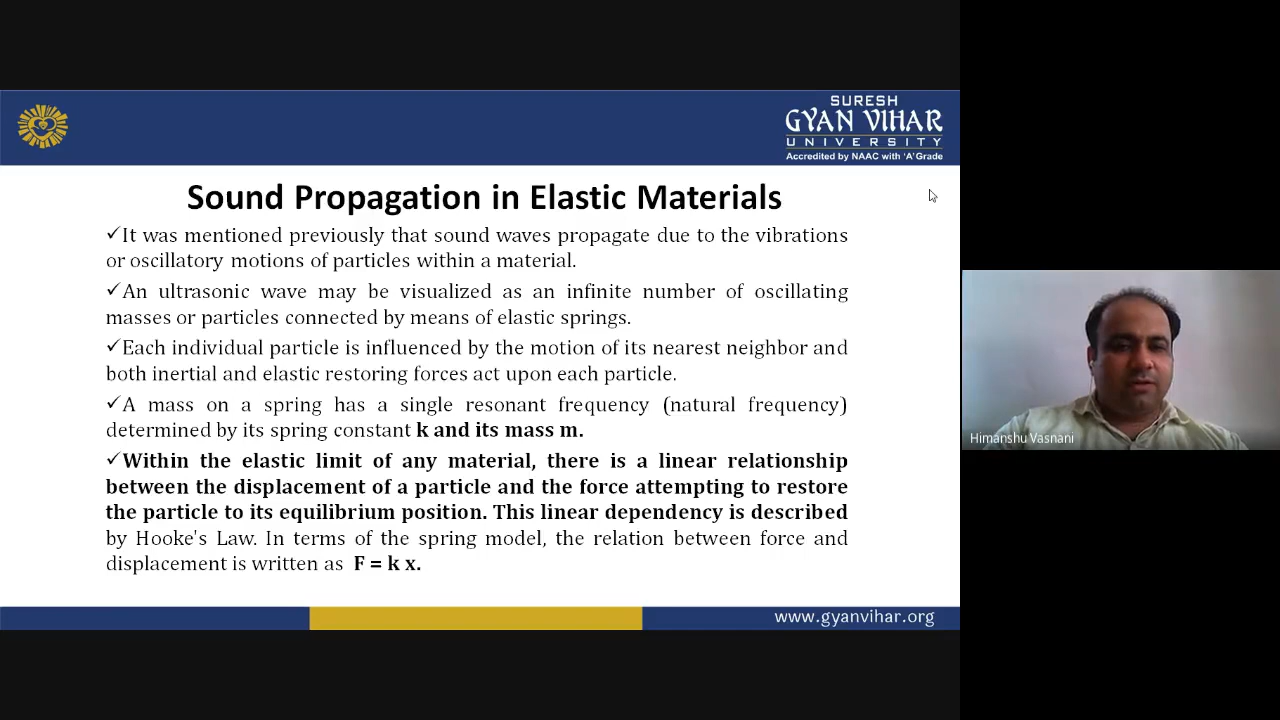 SURESH
GYAN VIHAR
UNIVERSITY
Accredited by NAAC with 'A' Grade
Sound Propagation in Elastic Materials
✓It was mentioned previously that sound waves propagate due to the vibrations
or oscillatory motions of particles within a material.
✓An ultrasonic wave may be visualized as an infinite number of oscillating
masses or particles connected by means of elastic springs.
✓Each individual particle is influenced by the motion of its nearest neighbor and
both inertial and elastic restoring forces act upon each particle.
✓A mass on a spring has a single resonant frequency (natural frequency)
determined by its spring constant k and its mass m.
✓Within the elastic limit of any material, there is a linear relationship
between the displacement of a particle and the force attempting to restore
the particle to its equilibrium position. This linear dependency is described
by Hooke's Law. In terms of the spring model, the relation between force and
displacement is written as F = k x.
www.gyanvihar.org
Himanshu Vasnani